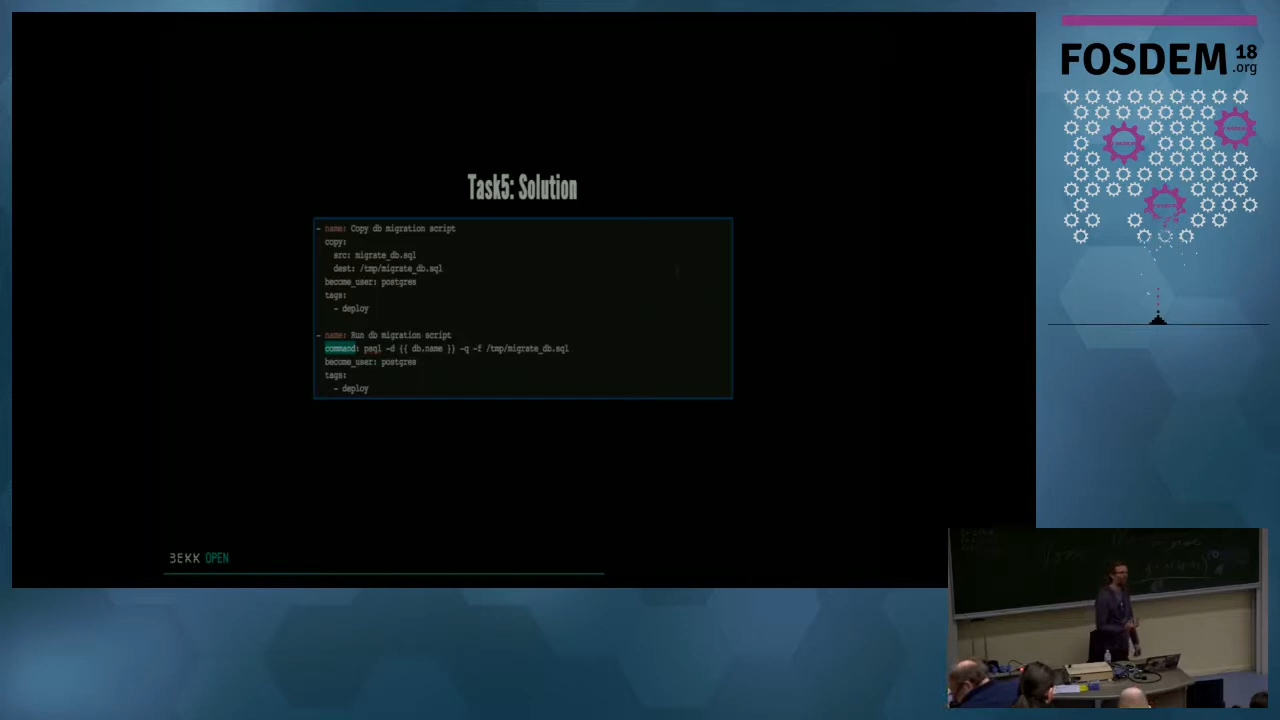 FOSDEM 18
.org
Task5: Solution
- name: Copy db migration script
copy:
src: migrate_db.sql
dest: /tmp/migrate_db.sql
become_user: postgres
tags:
- deploy
- name: Run db migration script
command: psql -d {{ db.name }} -q -f /tmp/migrate_db.sql
become_user: postgres
tags:
- deploy
BEKK OPEN